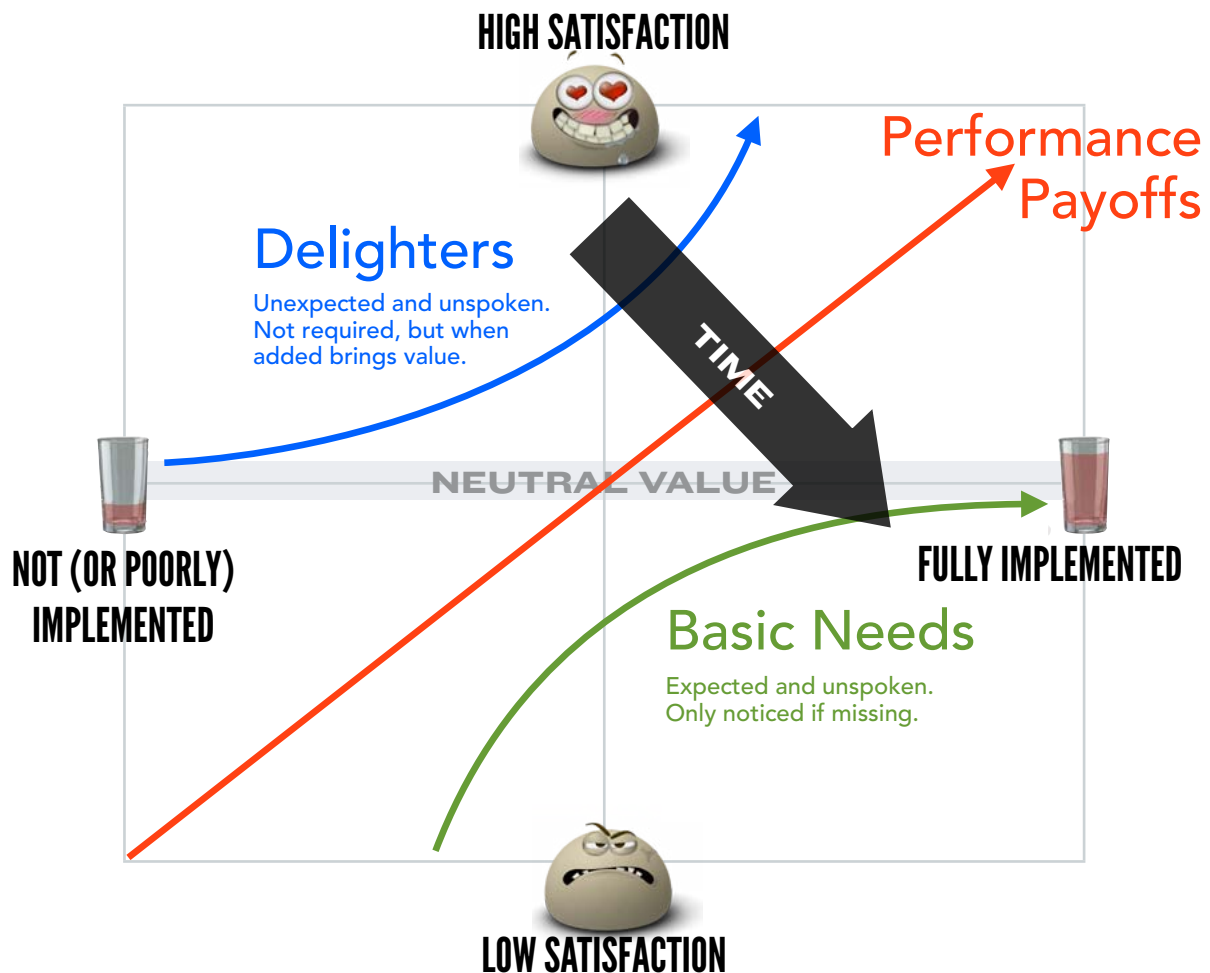 HIGH SATISFACTION
Performance
Payoffs
Delighters
Unexpected and unspoken.
Not required, but when
added brings value.
TIME
NEUTRAL VALUE
NOT (OR POORLY)
IMPLEMENTED
FULLY IMPLEMENTED
Basic Needs
Expected and unspoken.
Only noticed if missing.
LOW SATISFACTION